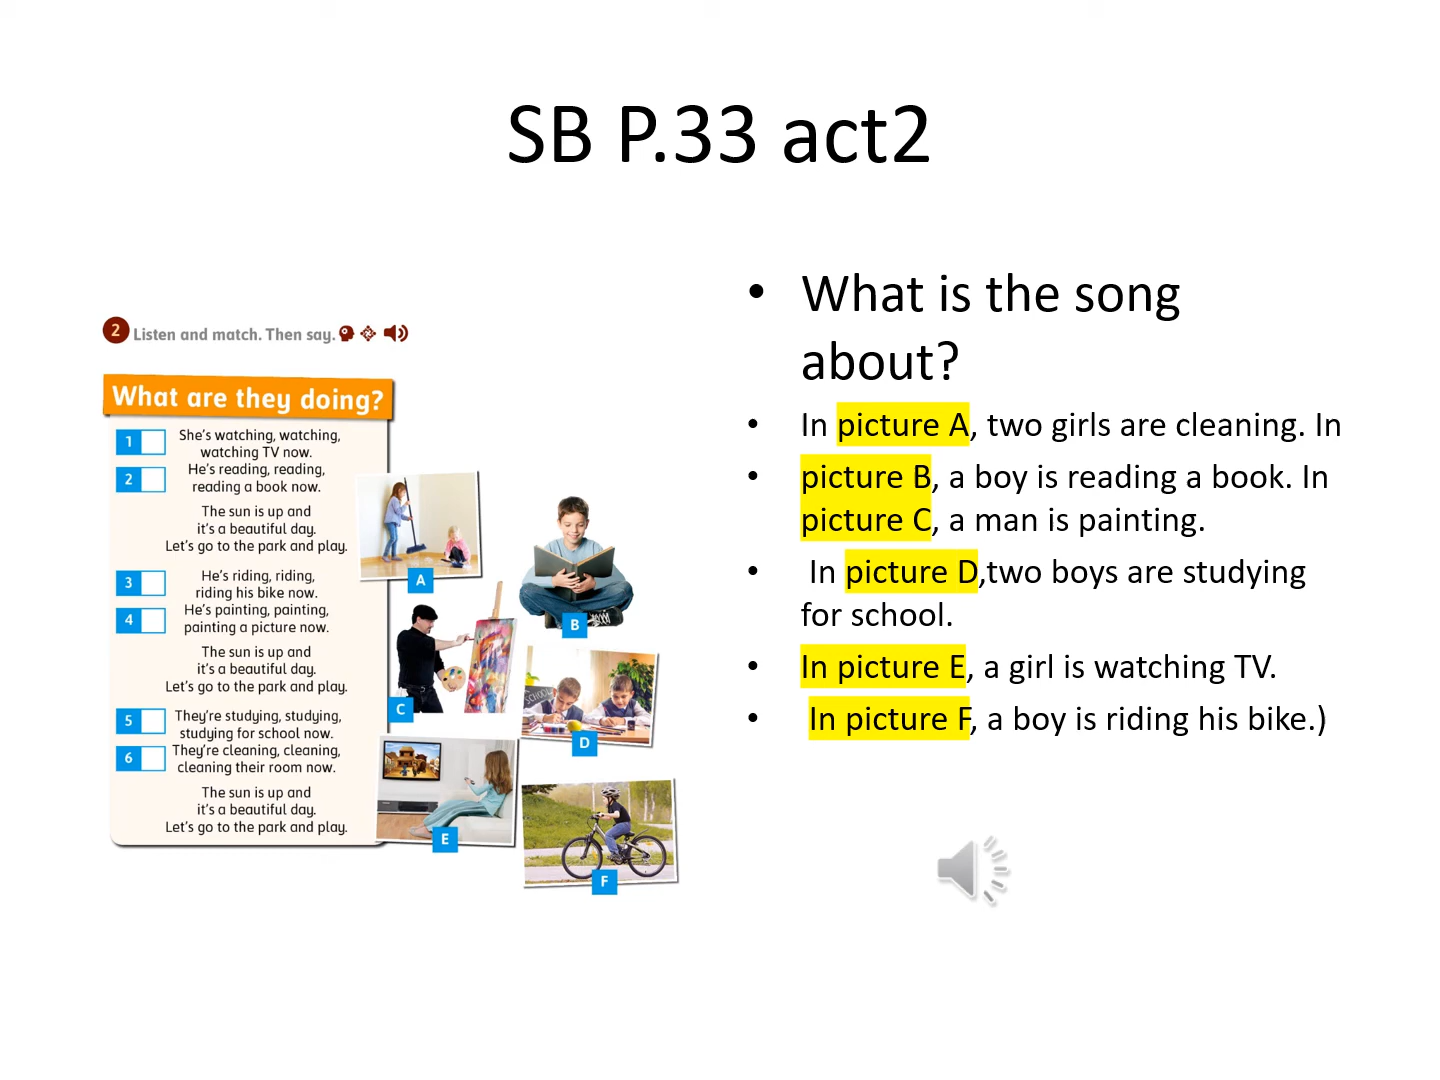 SB P.33 act2
2 Listen and match. Then say.
What are they doing?
1 She's watching, watching,
watching TV now.
2 He's reading, reading,
reading a book now.
The sun is up and
it's a beautiful day.
Let's go to the park and play.
3 He's riding, riding,
riding his bike now.
4 He's painting, painting,
painting a picture now.
The sun is up and
it's a beautiful day.
Let's go to the park and play.
5 They're studying, studying,
studying for school now.
6 They're cleaning, cleaning,
cleaning their room now.
The sun is up and
it's a beautiful day.
Let's go to the park and play.
A
B
C
SCHOOL
D
E
F
• What is the song
about?
• In picture A, two girls are cleaning. In
• picture B, a boy is reading a book. In
picture C, a man is painting.
• In picture D,two boys are studying
for school.
• In picture E, a girl is watching TV.
• In picture F, a boy is riding his bike.)